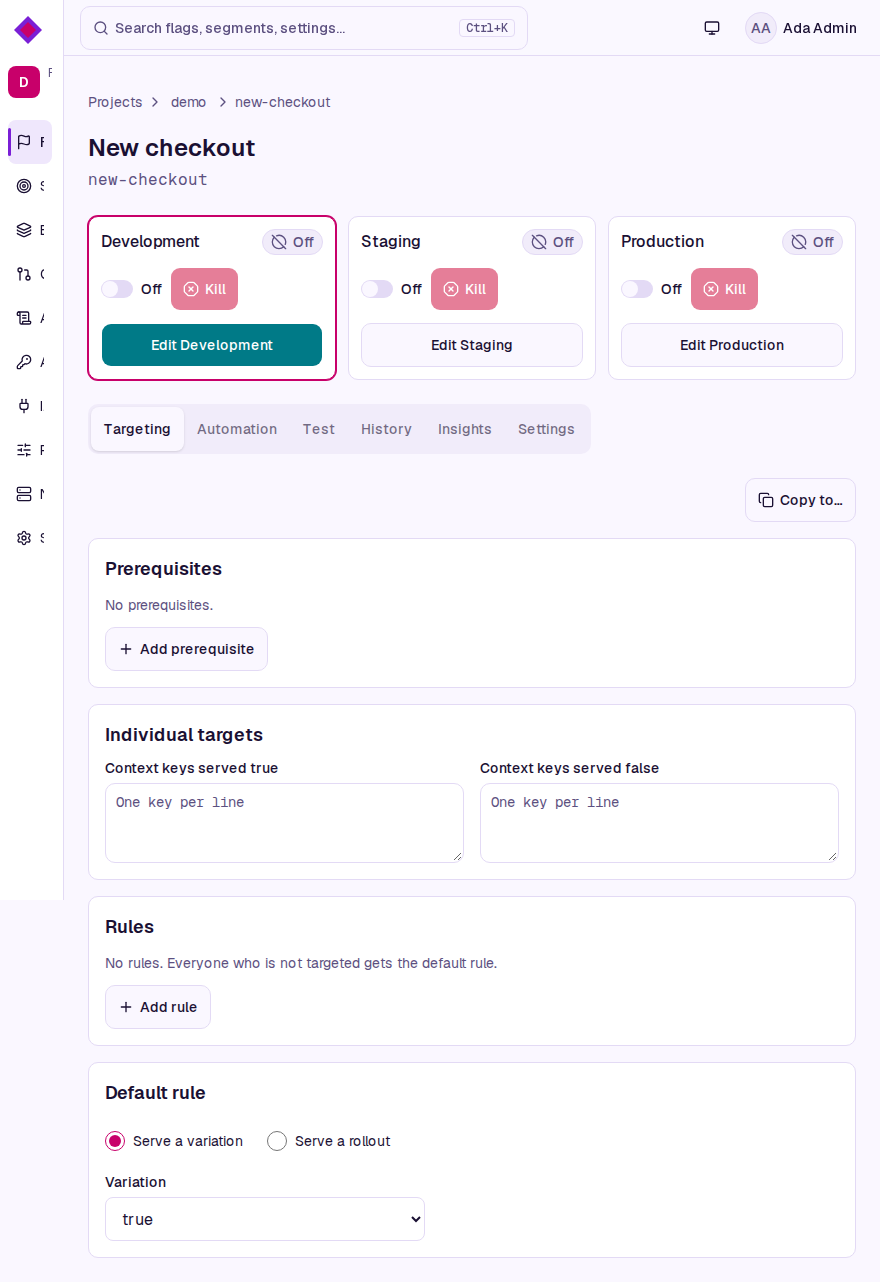 Search flags, segments, settings...
Ctrl+K
AA
Ada Admin
D
Projects
demo
new-checkout
New checkout
new-checkout
Development
Off
Off
Kill
Edit Development
Staging
Off
Off
Kill
Edit Staging
Production
Off
Off
Kill
Edit Production
Targeting
Automation
Test
History
Insights
Settings
Copy to...
Prerequisites
No prerequisites.
Add prerequisite
Individual targets
Context keys served true
Context keys served false
One key per line
One key per line
Rules
No rules. Everyone who is not targeted gets the default rule.
Add rule
Default rule
Serve a variation
Serve a rollout
Variation
true